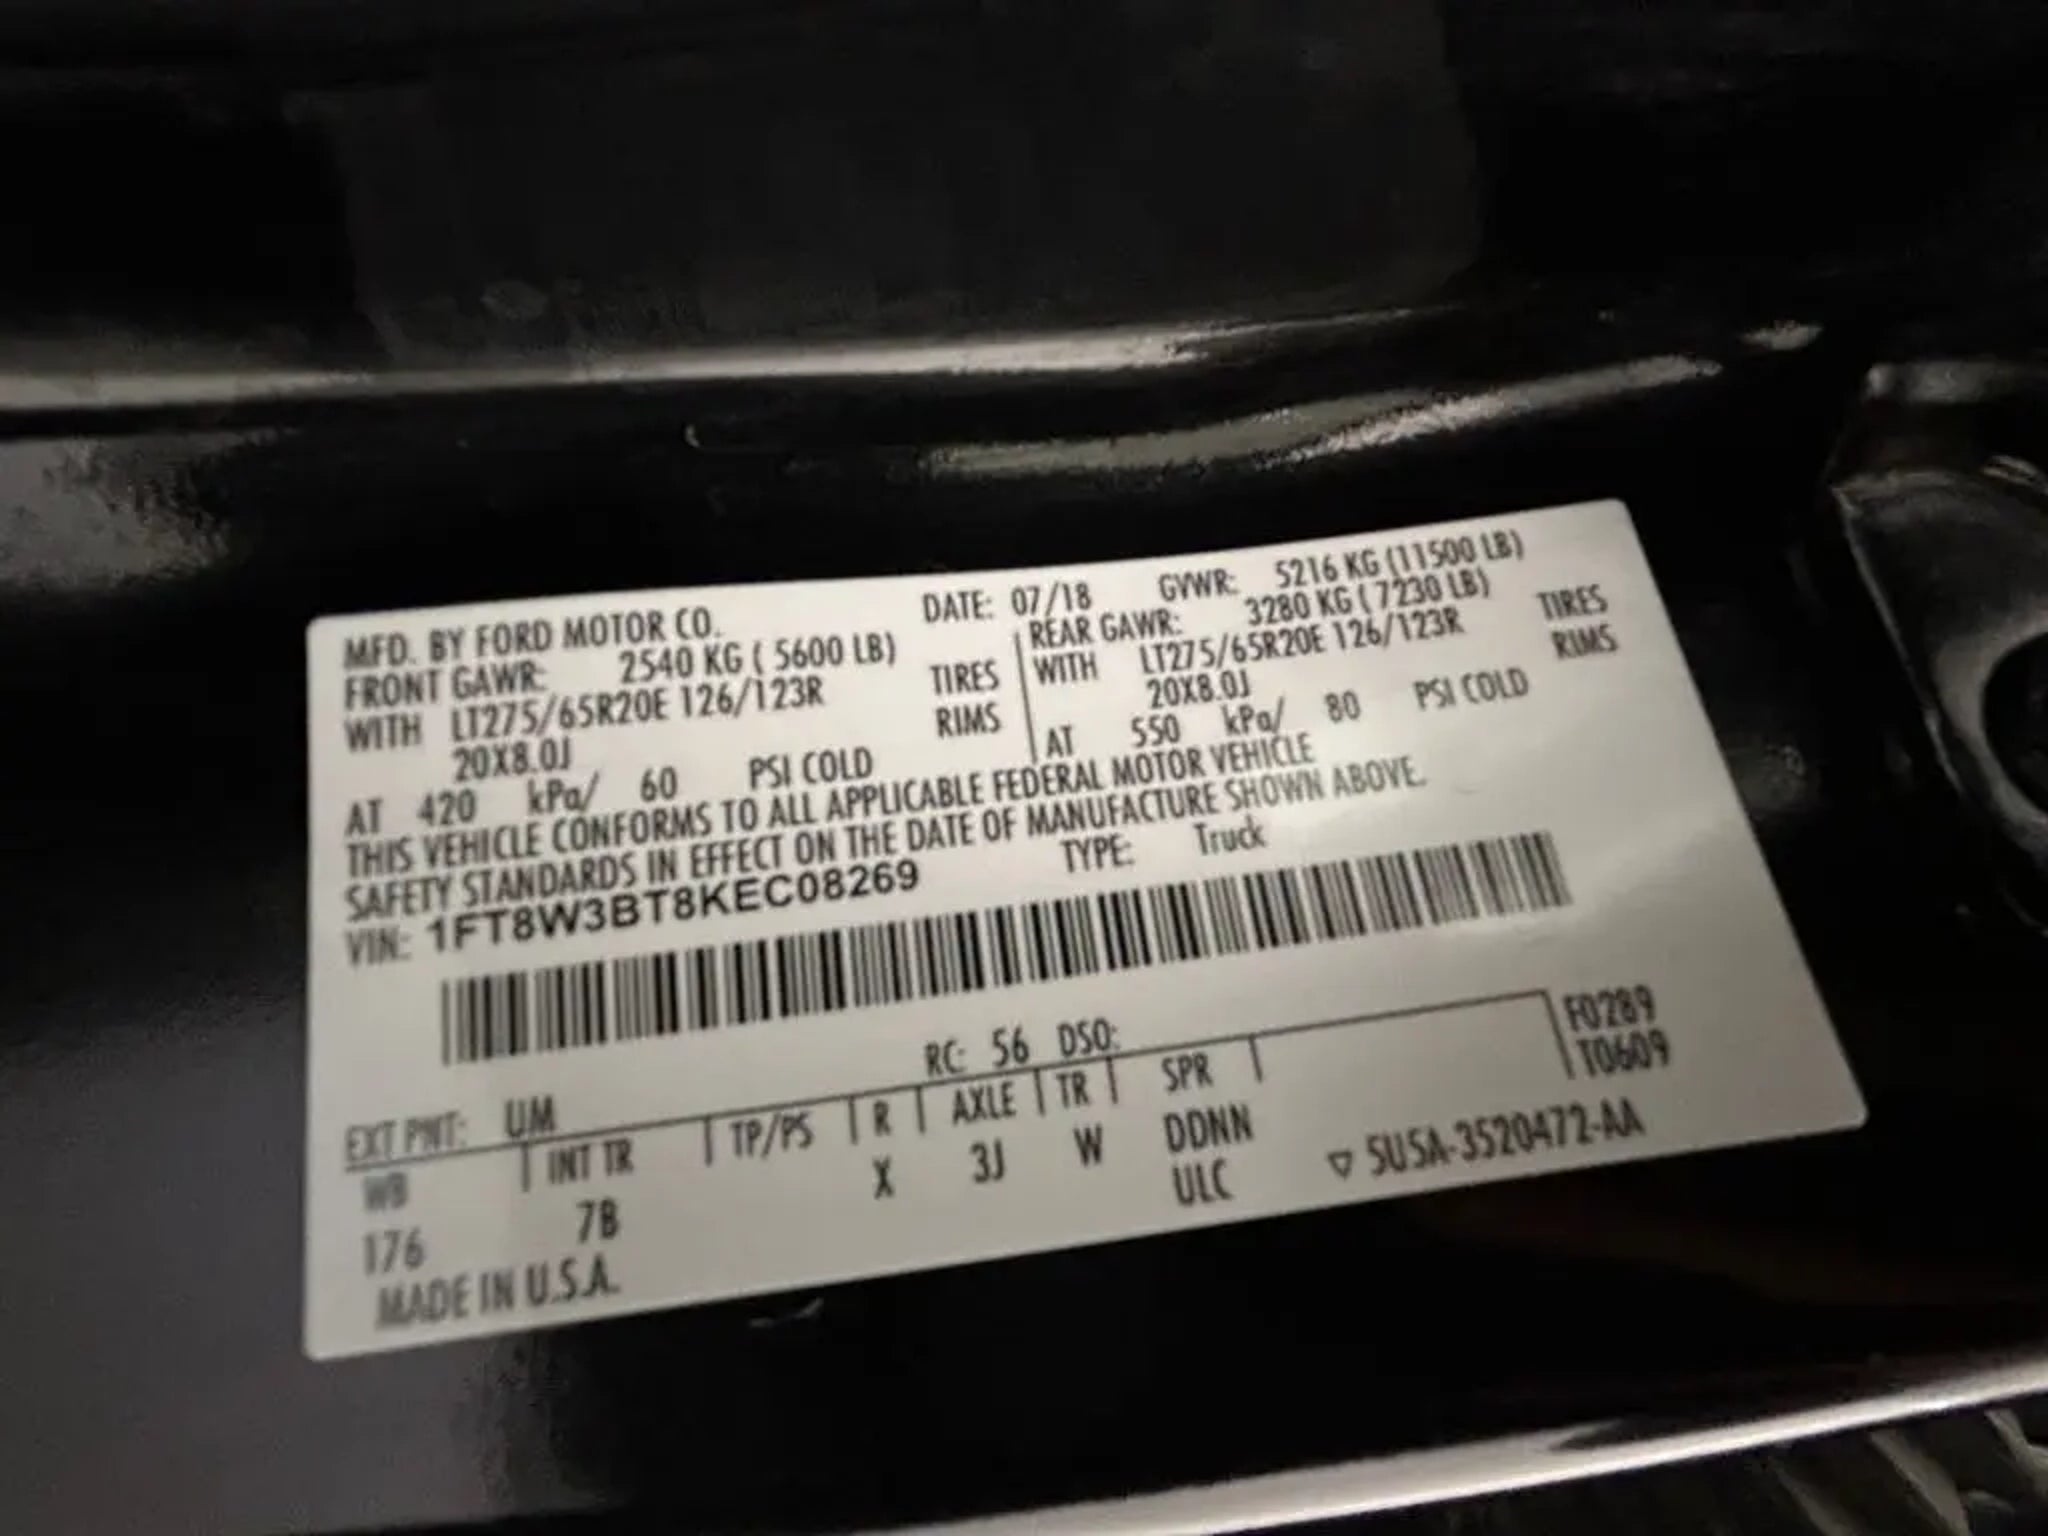 MFD. BY FORD MOTOR CO. DATE: 07/18 GVWR: 5216 KG (11500 LB)
FRONT GAWR: 2540 KG ( 5600 LB) REAR GAWR: 3280 KG ( 7230 LB)
WITH LT275/65R20E 126/123R TIRES WITH LT275/65R20E 126/123R TIRES
20X8.0J RIMS 20X8.0J RIMS
AT 420 kPa/ 60 PSI COLD AT 550 kPa/ 80 PSI COLD
THIS VEHICLE CONFORMS TO ALL APPLICABLE FEDERAL MOTOR VEHICLE
SAFETY STANDARDS IN EFFECT ON THE DATE OF MANUFACTURE SHOWN ABOVE.
VIN: 1FT8W3BT8KEC08269 TYPE: Truck
F0289
T0609
EXT PNT: UM RC: 56 DSO:
WB INT TR TP/PS R AXLE TR SPR
176 7B X 3J W DDNN
ULC
▽ 5U5A-3520472-AA
MADE IN U.S.A.